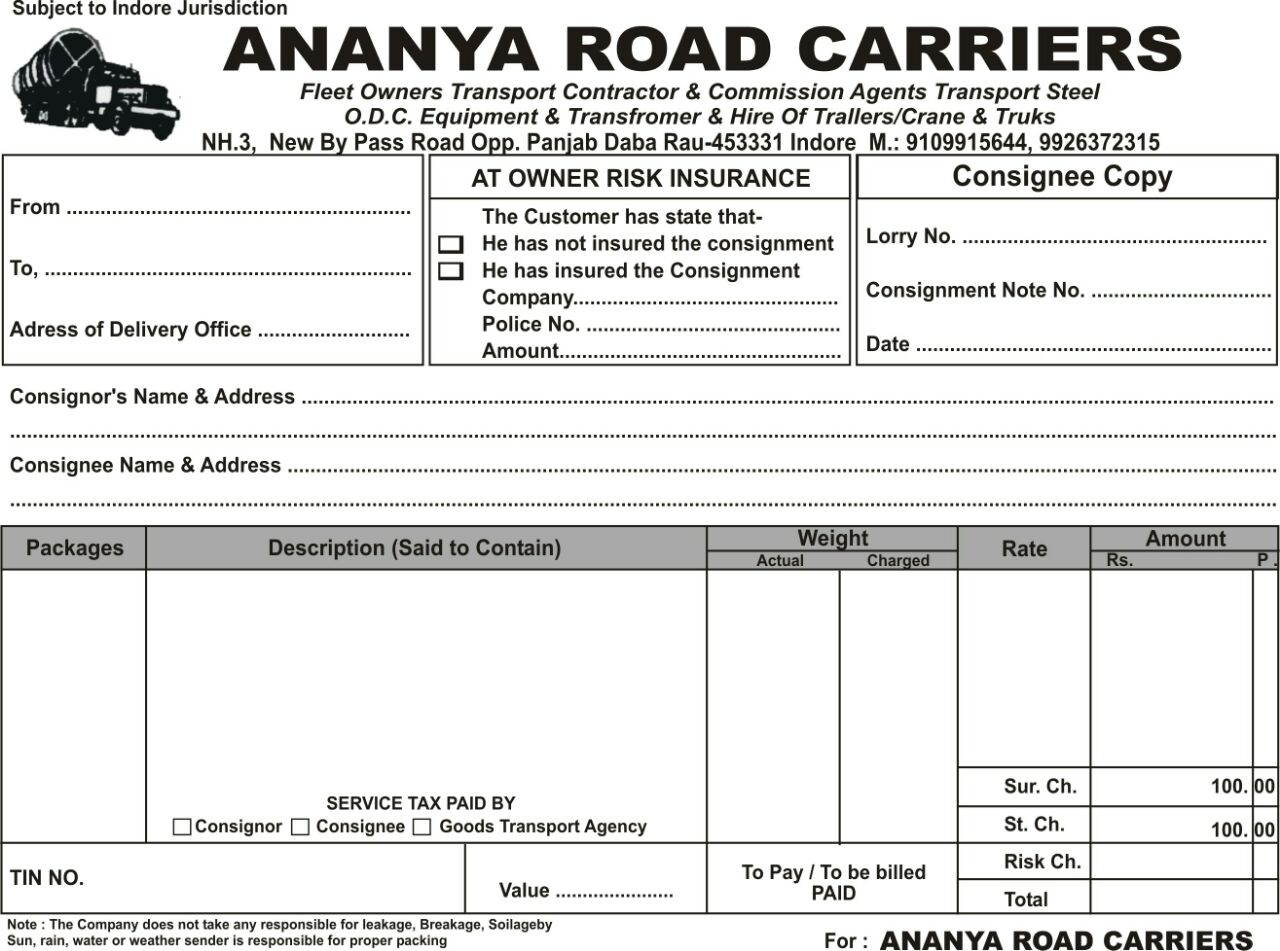 Subject to Indore Jurisdiction
ANANYA ROAD CARRIERS
Fleet Owners Transport Contractor & Commission Agents Transport Steel
O.D.C. Equipment & Transfromer & Hire Of Trallers/Crane & Truks
NH.3, New By Pass Road Opp. Panjab Daba Rau-453331 Indore M.: 9109915644, 9926372315
From ............................................................
To, ................................................................
Adress of Delivery Office ...........................
AT OWNER RISK INSURANCE
The Customer has state that-
He has not insured the consignment
He has insured the Consignment
Company..............................................
Police No. .............................................
Amount.................................................
Consignee Copy
Lorry No. .....................................................
Consignment Note No. ................................
Date ..............................................................
Consignor's Name & Address ..........................................................................................
..........................................................................................
Consignee Name & Address ..........................................................................................
..........................................................................................
Packages Description (Said to Contain) Weight Rate Amount
Actual Charged Rs. P .
Sur. Ch. 100. 00
SERVICE TAX PAID BY
Consignor Consignee Goods Transport Agency
St. Ch. 100. 00
Risk Ch.
TIN NO.
Value .....................
To Pay / To be billed
PAID
Total
Note : The Company does not take any responsible for leakage, Breakage, Soilageby
Sun, rain, water or weather sender is responsible for proper packing
For : ANANYA ROAD CARRIERS